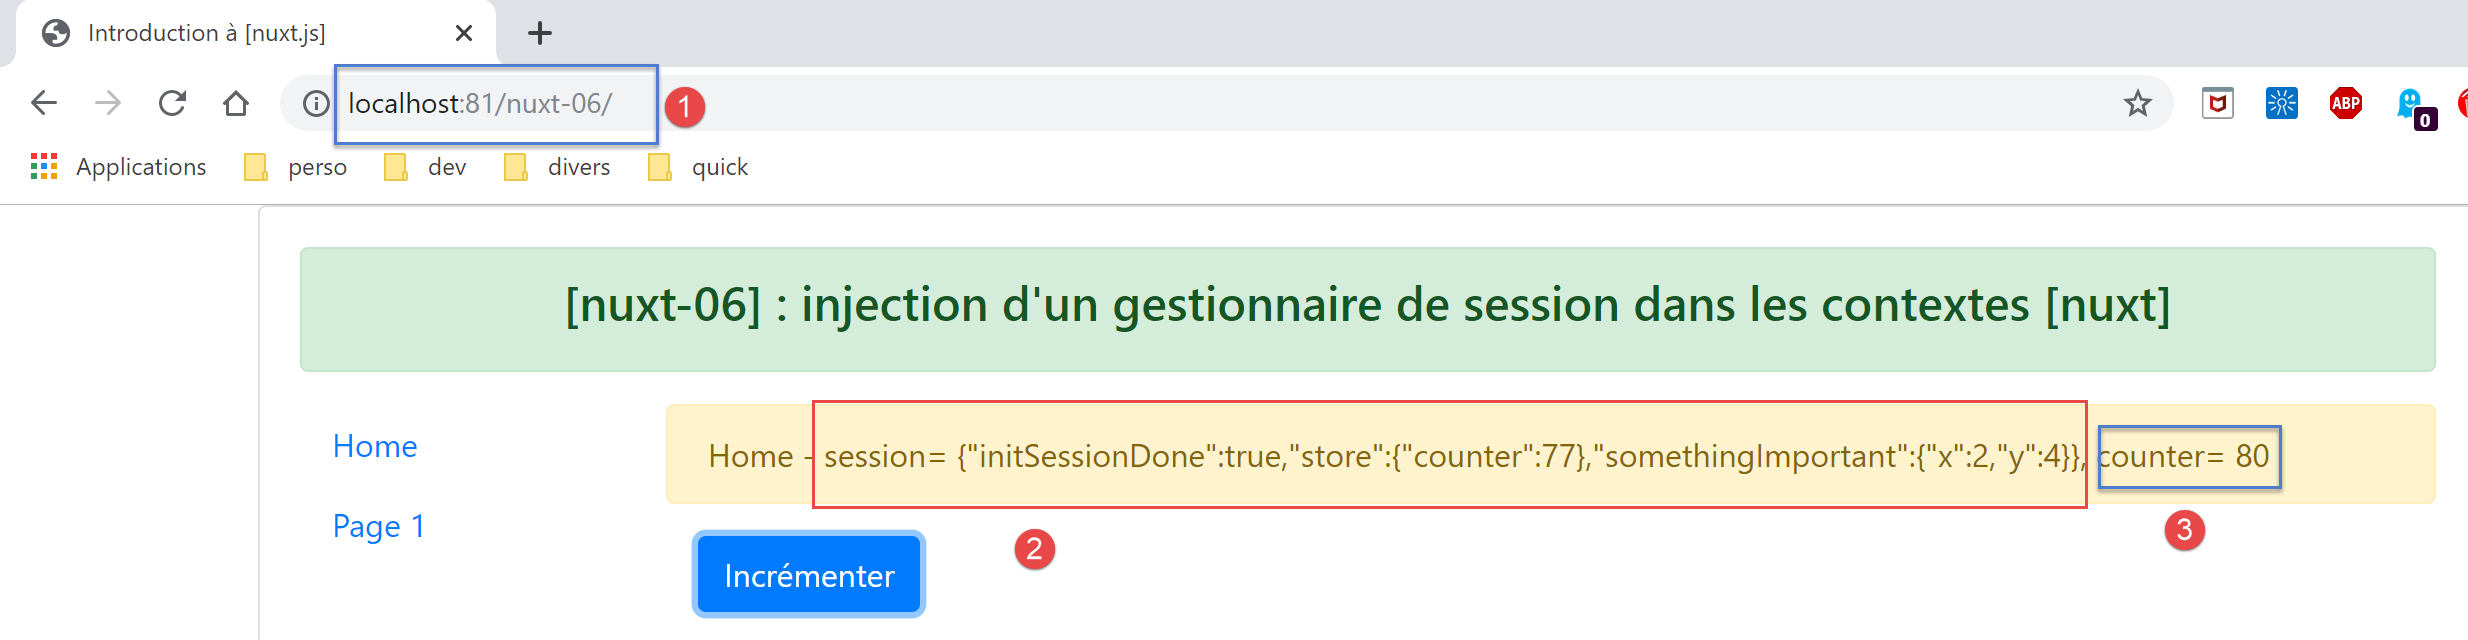 Introduction à [nuxt.js]
localhost:81/nuxt-06/
1
ABP
0
Applications perso dev divers quick
[nuxt-06] : injection d'un gestionnaire de session dans les contextes [nuxt]
Home
Home - session= {"initSessionDone":true,"store":{"counter":77},"somethingImportant":{"x":2,"y":4}}, counter= 80
Page 1
2
3
Incrémenter